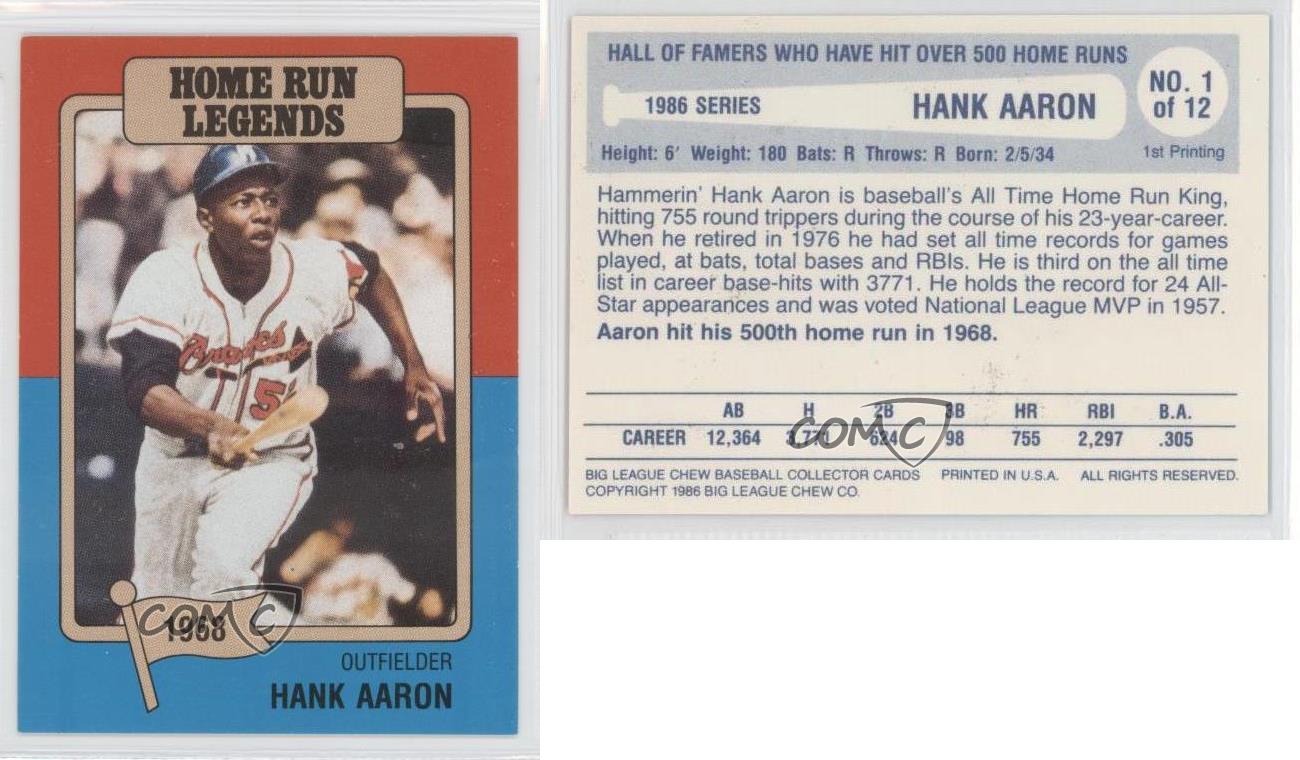 HOME RUN
LEGENDS
Braves
5
1968
COMC
OUTFIELDER
HANK AARON
HALL OF FAMERS WHO HAVE HIT OVER 500 HOME RUNS
1986 SERIES HANK AARON
NO. 1
of 12
Height: 6' Weight: 180 Bats: R Throws: R Born: 2/5/34
1st Printing
Hammerin' Hank Aaron is baseball's All Time Home Run King,
hitting 755 round trippers during the course of his 23-year-career.
When he retired in 1976 he had set all time records for games
played, at bats, total bases and RBIs. He is third on the all time
list in career base-hits with 3771. He holds the record for 24 All-
Star appearances and was voted National League MVP in 1957.
Aaron hit his 500th home run in 1968.
AB H 2B 3B HR RBI B.A.
CAREER 12,364 3,771 624 98 755 2,297 .305
COMC
BIG LEAGUE CHEW BASEBALL COLLECTOR CARDS PRINTED IN U.S.A. ALL RIGHTS RESERVED.
COPYRIGHT 1986 BIG LEAGUE CHEW CO.